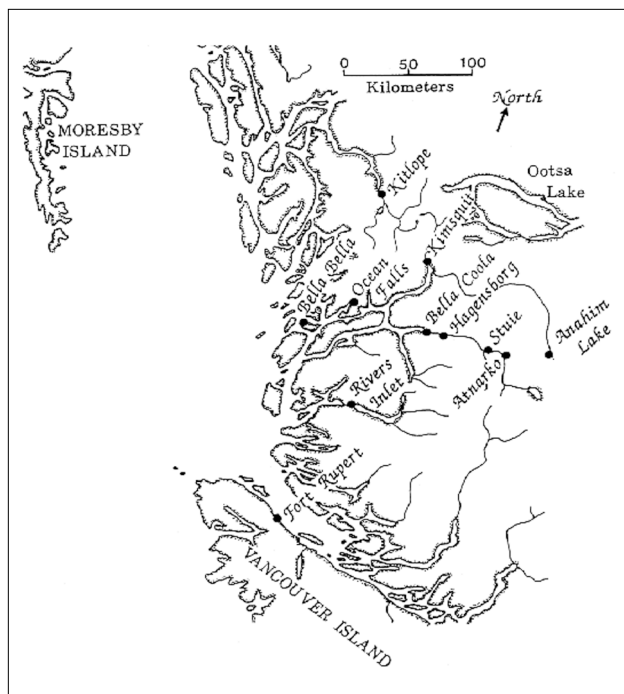 0 50 100
Kilometers
North
MORESBY
ISLAND
Ootsa
Lake
Kitlope
Kimsquit
Bella Bella
Ocean
Falls
Bella Coola
Hagensborg
Stuie
Atnarko
Anahim
Lake
Rivers
Inlet
Fort Rupert
VANCOUVER ISLAND